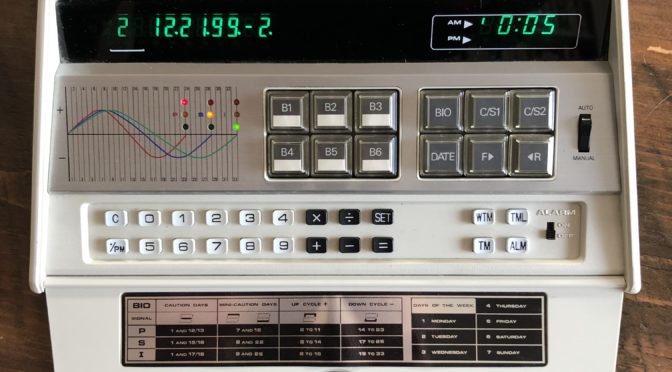 2 12.21.99.-2.
AM ▶ 10:05
PM ▶
B1 B2 B3 BIO C/S1 C/S2 AUTO
B4 B5 B6 DATE F▶ ◀R MANUAL
+
−
C 0 1 2 3 4 × ÷ SET WTM TML ALARM
ON
OFF
/PM 5 6 7 8 9 + − = TM ALM
BIO CAUTION DAYS MINI-CAUTION DAYS UP CYCLE + DOWN CYCLE − DAYS OF THE WEEK 4 THURSDAY
SIGNAL
P 1 AND 12/13 7 AND 18 2 TO 11 14 TO 23 1 MONDAY 5 FRIDAY
S 1 AND 15/16 8 AND 22 2 TO 14 17 TO 28 2 TUESDAY 6 SATURDAY
I 1 AND 17/18 9 AND 26 2 TO 16 19 TO 33 3 WEDNESDAY 7 SUNDAY